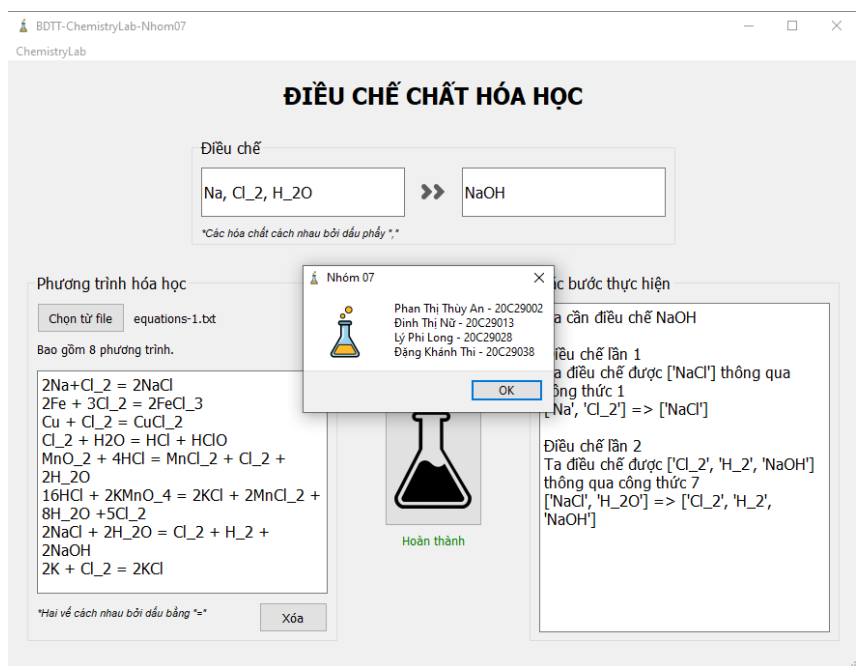 BDTT-ChemistryLab-Nhom07
ChemistryLab
ĐIỀU CHẾ CHẤT HÓA HỌC
Điều chế
Na, Cl_2, H_2O
NaOH
*Các hóa chất cách nhau bởi dấu phẩy ","
Phương trình hóa học
Chọn từ file
equations-1.txt
Bao gồm 8 phương trình.
2Na+Cl_2 = 2NaCl
2Fe + 3Cl_2 = 2FeCl_3
Cu + Cl_2 = CuCl_2
Cl_2 + H2O = HCl + HClO
MnO_2 + 4HCl = MnCl_2 + Cl_2 +
2H_2O
16HCl + 2KMnO_4 = 2KCl + 2MnCl_2 +
8H_2O +5Cl_2
2NaCl + 2H_2O = Cl_2 + H_2 +
2NaOH
2K + Cl_2 = 2KCl
*Hai vế cách nhau bởi dấu bằng "="
Xóa
Nhóm 07
Phan Thị Thùy An - 20C29002
Đinh Thị Nữ - 20C29013
Lý Phi Long - 20C29028
Đặng Khánh Thi - 20C29038
OK
Hoàn thành
bước thực hiện
cần điều chế NaOH
chế lần 1
điều chế được ['NaCl'] thông qua
thức 1
['Na', 'Cl_2'] => ['NaCl']
Điều chế lần 2
Ta điều chế được ['Cl_2', 'H_2', 'NaOH']
thông qua công thức 7
['NaCl', 'H_2O'] => ['Cl_2', 'H_2',
'NaOH']